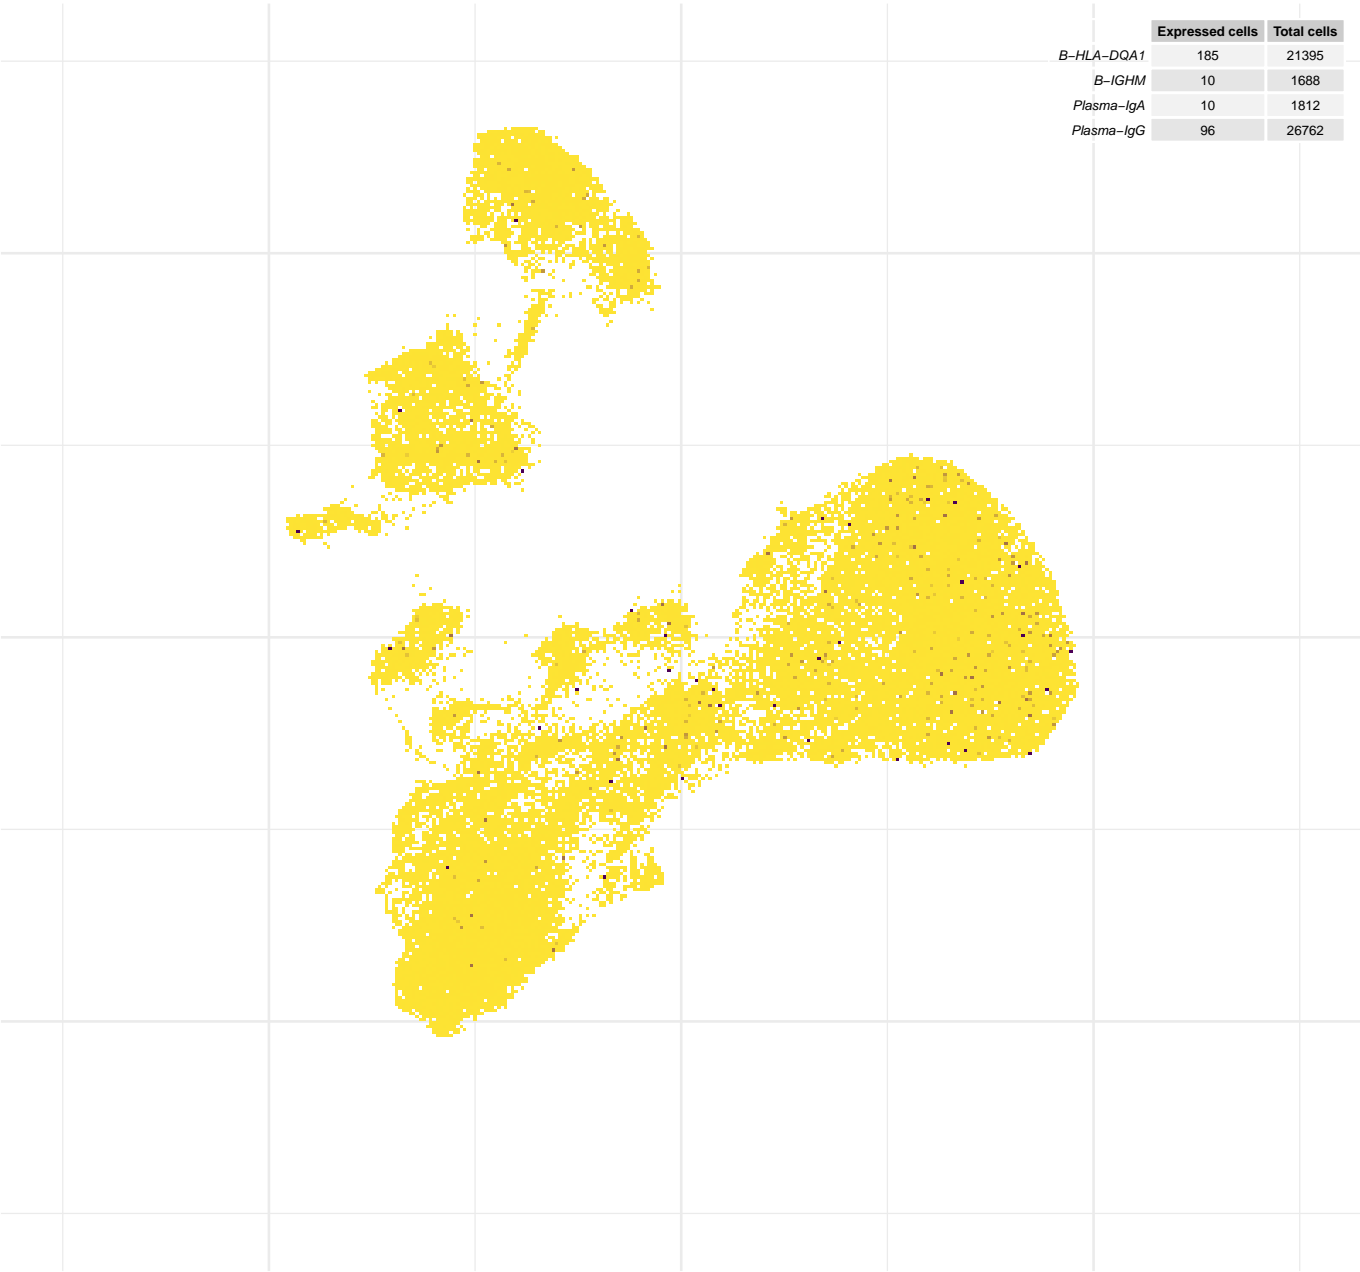 Expressed cells Total cells
B−HLA−DQA1 185 21395
B−IGHM 10 1688
Plasma−IgA 10 1812
Plasma−IgG 96 26762